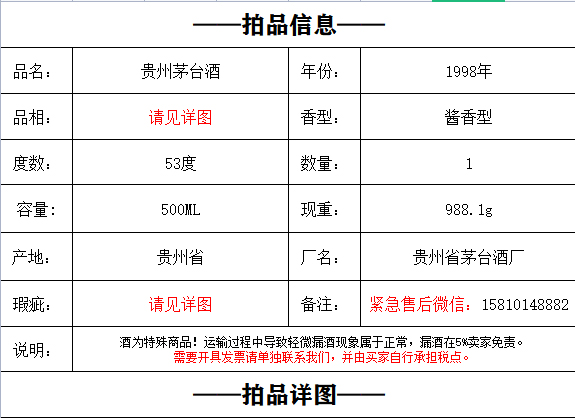 ——拍品信息——
品名： 贵州茅台酒 年份： 1998年
品相： 请见详图 香型： 酱香型
度数： 53度 数量： 1
容量： 500ML 现重： 988.1g
产地： 贵州省 厂名： 贵州省茅台酒厂
瑕疵： 请见详图 备注： 紧急售后微信：15810148882
说明： 酒为特殊商品！运输过程中导致轻微漏酒现象属于正常，漏酒在5%卖家免责。
需要开具发票请单独联系我们，并由买家自行承担税点。
——拍品详图——